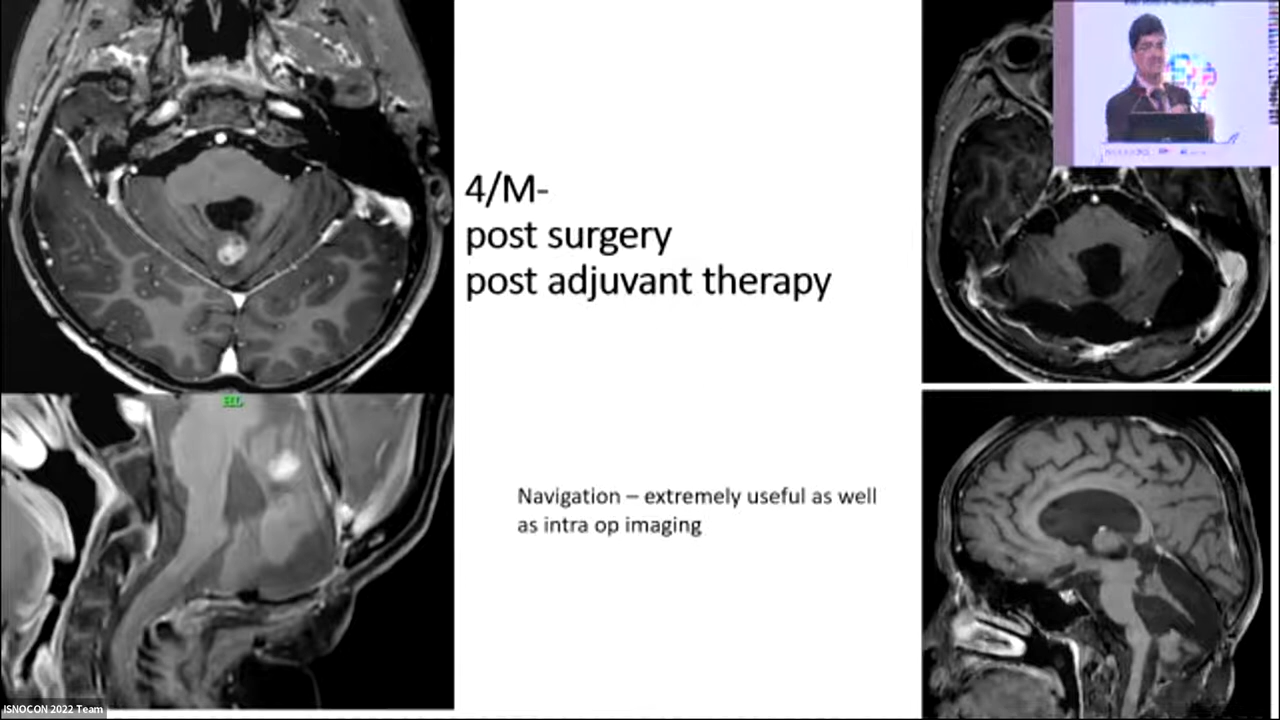 4/M-
post surgery
post adjuvant therapy
Navigation – extremely useful as well
as intra op imaging
ISNOCON 2022 Team